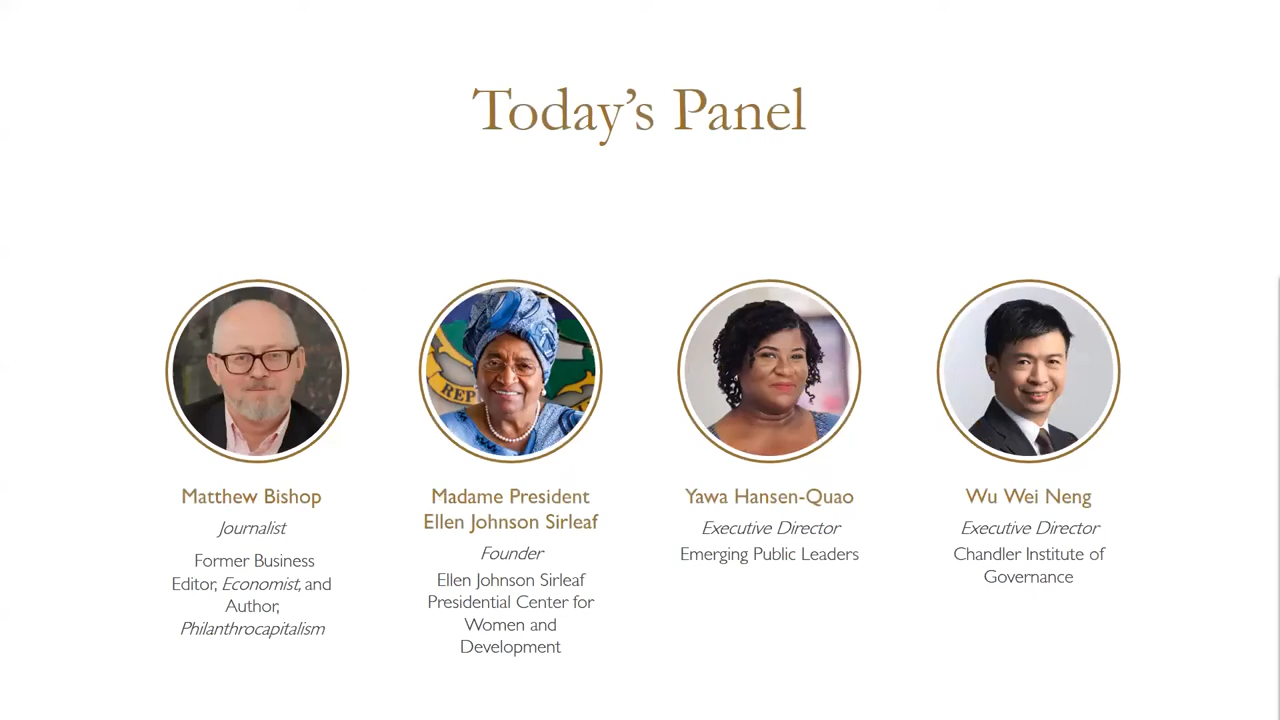 Today's Panel
REP
Matthew Bishop
Journalist
Former Business
Editor, Economist, and
Author,
Philanthrocapitalism
Madame President
Ellen Johnson Sirleaf
Founder
Ellen Johnson Sirleaf
Presidential Center for
Women and
Development
Yawa Hansen-Quao
Executive Director
Emerging Public Leaders
Wu Wei Neng
Executive Director
Chandler Institute of
Governance